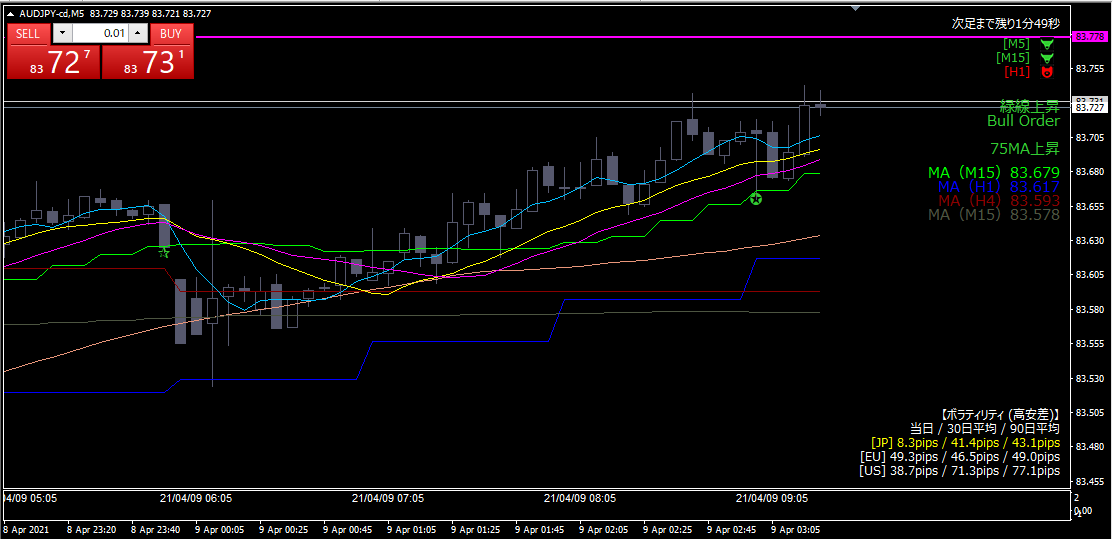 AUDJPY-cd,M5 83.729 83.739 83.721 83.727
SELL 0.01 BUY
83 72 7 83 73 1
次足まで残り1分49秒
83.778
[M5]
[M15]
83.755
[H1]
83.727
緑線上昇
Bull Order
83.705
75MA上昇
MA（M15）83.679
83.680
MA（H1）83.617
MA（H4）83.593
83.655
MA（M15）83.578
83.630
83.605
83.580
83.555
83.530
83.505
【ボラティリティ(高安差)】
当日 / 30日平均 / 90日平均
[JP] 8.3pips / 41.4pips / 43.1pips
83.480
[EU] 49.3pips / 46.5pips / 49.0pips
[US] 38.7pips / 71.3pips / 77.1pips
83.455
04/09 05:05 21/04/09 06:05 21/04/09 07:05 21/04/09 08:05 21/04/09 09:05
2
0.00
8 Apr 2021 8 Apr 23:20 8 Apr 23:40 9 Apr 00:05 9 Apr 00:25 9 Apr 00:45 9 Apr 01:05 9 Apr 01:25 9 Apr 01:45 9 Apr 02:05 9 Apr 02:25 9 Apr 02:45 9 Apr 03:05